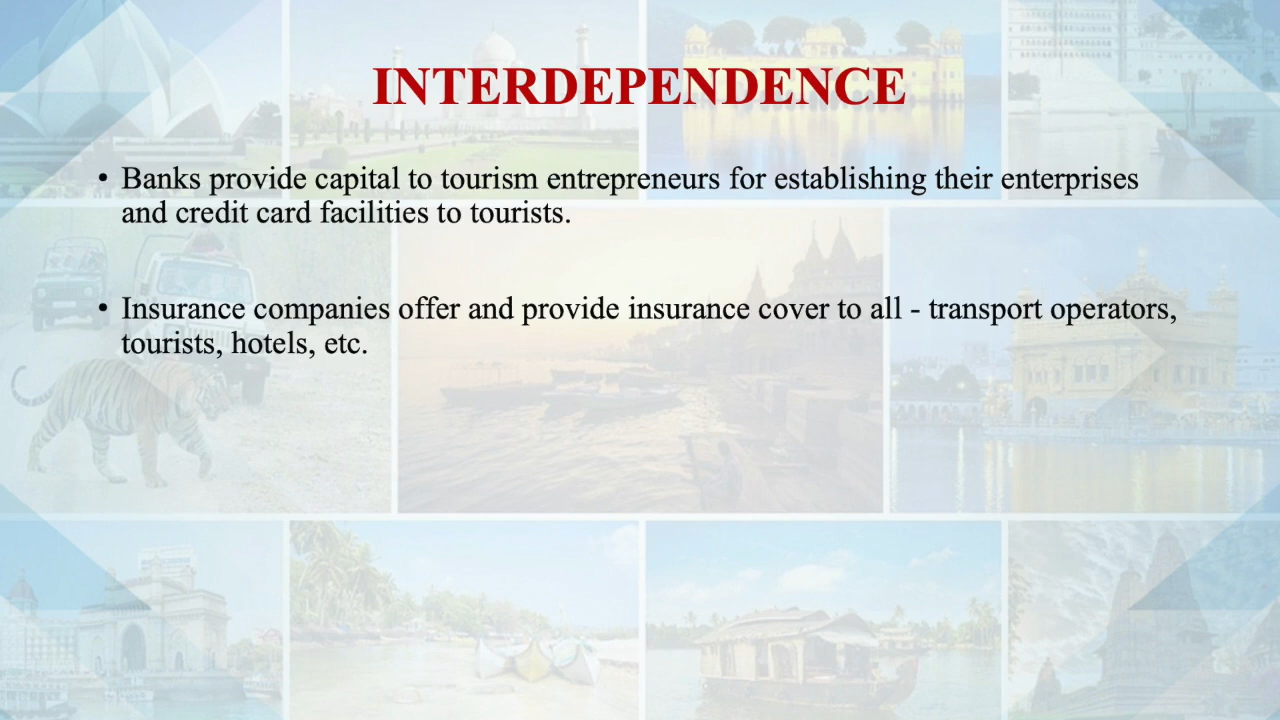 INTERDEPENDENCE
• Banks provide capital to tourism entrepreneurs for establishing their enterprises
and credit card facilities to tourists.
• Insurance companies offer and provide insurance cover to all - transport operators,
tourists, hotels, etc.